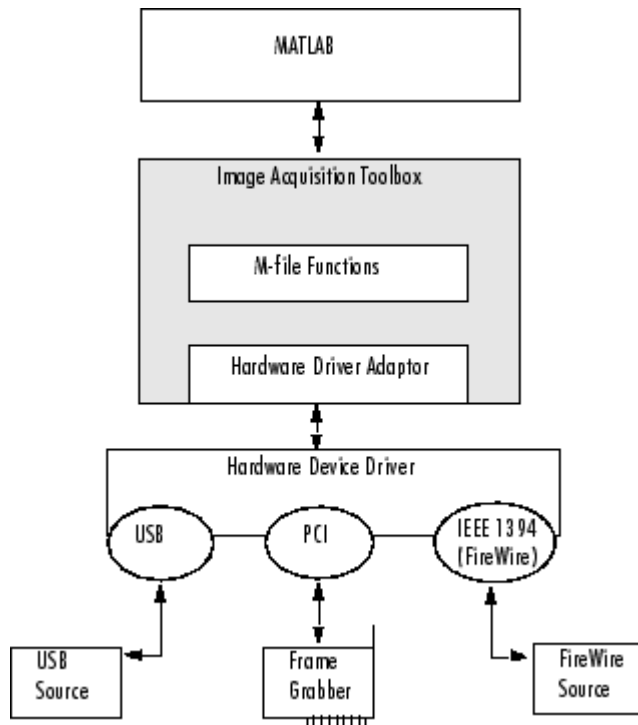 MATLAB
Image Acquisition Toolbox
M-file Functions
Hardware Driver Adaptor
Hardware Device Driver
USB
PCI
IEEE 1394
(FireWire)
USB
Source
Frame
Grabber
FireWire
Source